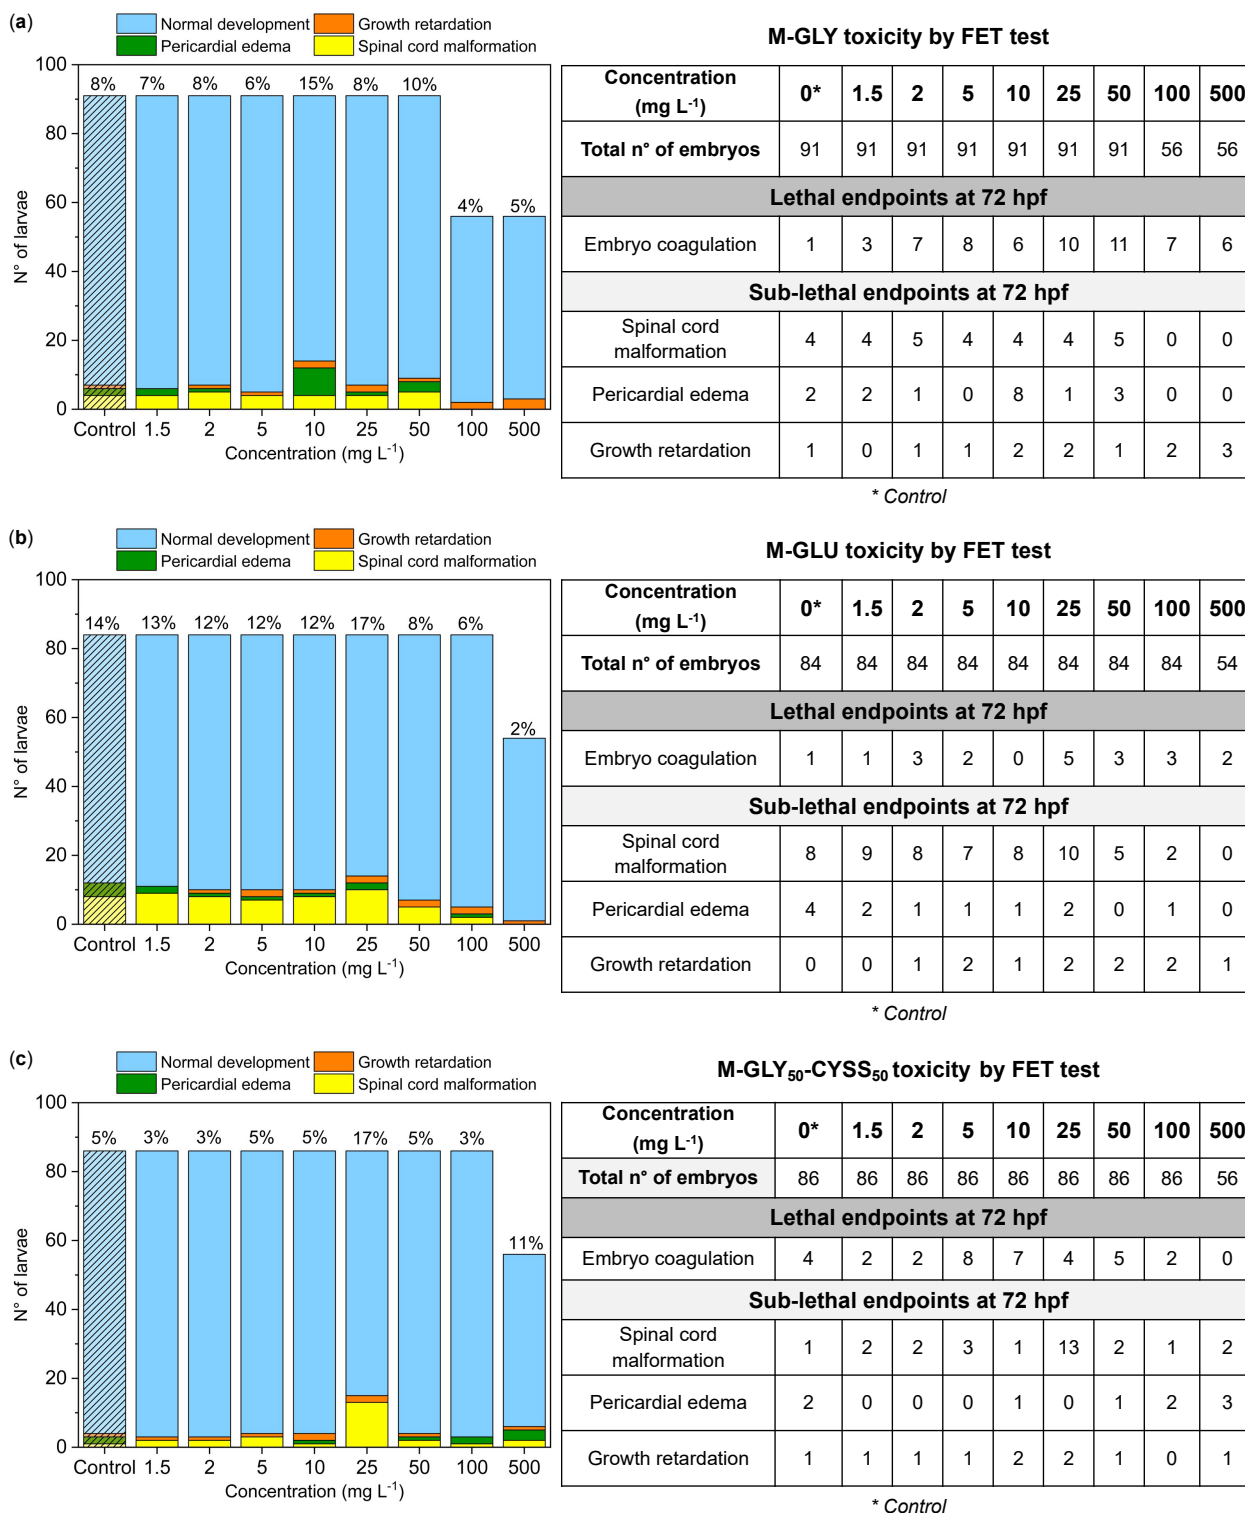 (a)
Normal development
Growth retardation
Pericardial edema
Spinal cord malformation
N° of larvae
100
80
60
40
20
0
8%
7%
8%
6%
15%
8%
10%
4%
5%
Control 1.5 2 5 10 25 50 100 500
Concentration (mg L-1)
M-GLY toxicity by FET test
Concentration
(mg L-1) 0* 1.5 2 5 10 25 50 100 500
Total n° of embryos 91 91 91 91 91 91 91 56 56
Lethal endpoints at 72 hpf
Embryo coagulation 1 3 7 8 6 10 11 7 6
Sub-lethal endpoints at 72 hpf
Spinal cord
malformation 4 4 5 4 4 4 5 0 0
Pericardial edema 2 2 1 0 8 1 3 0 0
Growth retardation 1 0 1 1 2 2 1 2 3
* Control
(b)
Normal development
Growth retardation
Pericardial edema
Spinal cord malformation
N° of larvae
100
80
60
40
20
0
14%
13%
12%
12%
12%
17%
8%
6%
2%
Control 1.5 2 5 10 25 50 100 500
Concentration (mg L-1)
M-GLU toxicity by FET test
Concentration
(mg L-1) 0* 1.5 2 5 10 25 50 100 500
Total n° of embryos 84 84 84 84 84 84 84 84 54
Lethal endpoints at 72 hpf
Embryo coagulation 1 1 3 2 0 5 3 3 2
Sub-lethal endpoints at 72 hpf
Spinal cord
malformation 8 9 8 7 8 10 5 2 0
Pericardial edema 4 2 1 1 1 2 0 1 0
Growth retardation 0 0 1 2 1 2 2 2 1
* Control
(c)
Normal development
Growth retardation
Pericardial edema
Spinal cord malformation
N° of larvae
100
80
60
40
20
0
5%
3%
3%
5%
5%
17%
5%
3%
11%
Control 1.5 2 5 10 25 50 100 500
Concentration (mg L-1)
M-GLY50-CYSS50 toxicity by FET test
Concentration
(mg L-1) 0* 1.5 2 5 10 25 50 100 500
Total n° of embryos 86 86 86 86 86 86 86 86 56
Lethal endpoints at 72 hpf
Embryo coagulation 4 2 2 8 7 4 5 2 0
Sub-lethal endpoints at 72 hpf
Spinal cord
malformation 1 2 2 3 1 13 2 1 2
Pericardial edema 2 0 0 0 1 0 1 2 3
Growth retardation 1 1 1 1 2 2 1 0 1
* Control